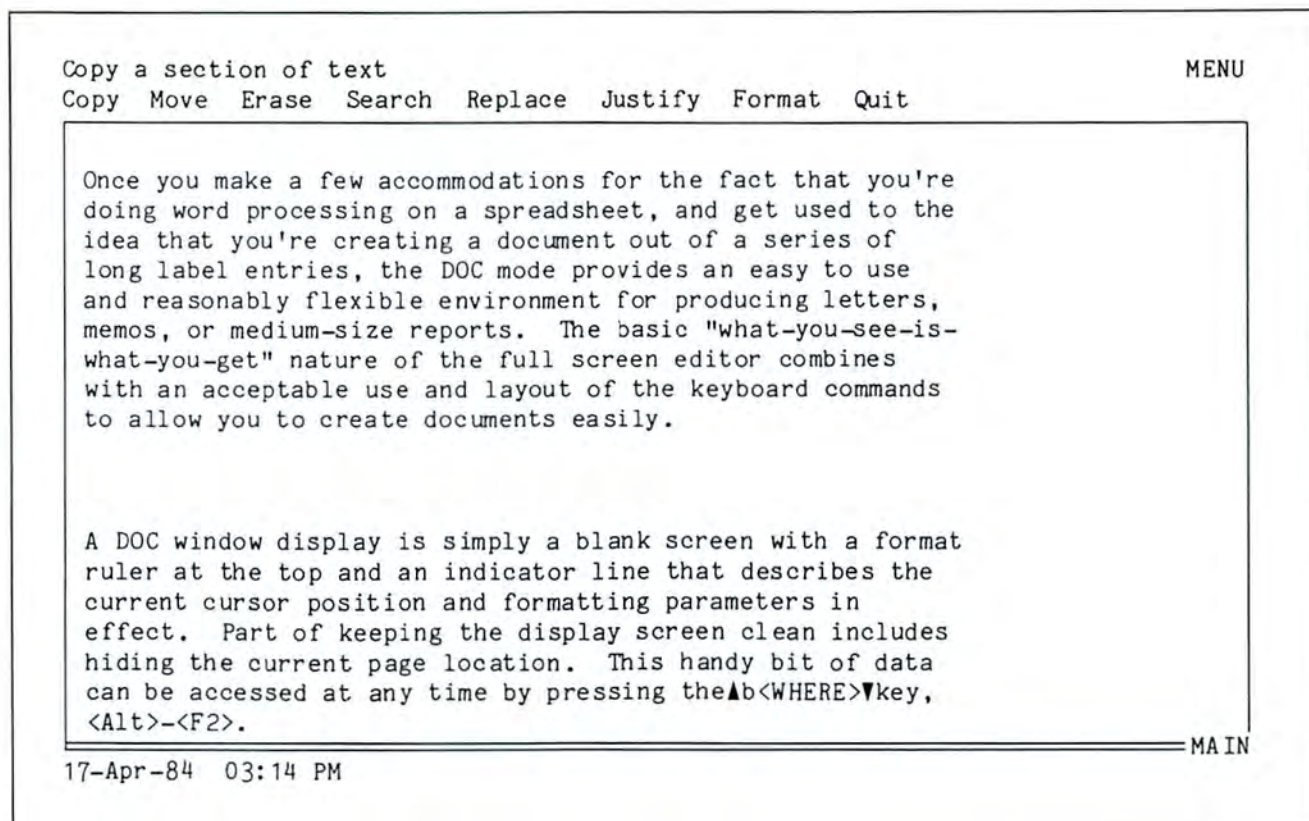 Copy a section of text MENU
Copy Move Erase Search Replace Justify Format Quit
Once you make a few accommodations for the fact that you're
doing word processing on a spreadsheet, and get used to the
idea that you're creating a document out of a series of
long label entries, the DOC mode provides an easy to use
and reasonably flexible environment for producing letters,
memos, or medium-size reports. The basic "what-you-see-is-
what-you-get" nature of the full screen editor combines
with an acceptable use and layout of the keyboard commands
to allow you to create documents easily.
A DOC window display is simply a blank screen with a format
ruler at the top and an indicator line that describes the
current cursor position and formatting parameters in
effect. Part of keeping the display screen clean includes
hiding the current page location. This handy bit of data
can be accessed at any time by pressing the▲b<WHERE>▼key,
<Alt>-<F2>.
MAIN
17-Apr-84 03:14 PM